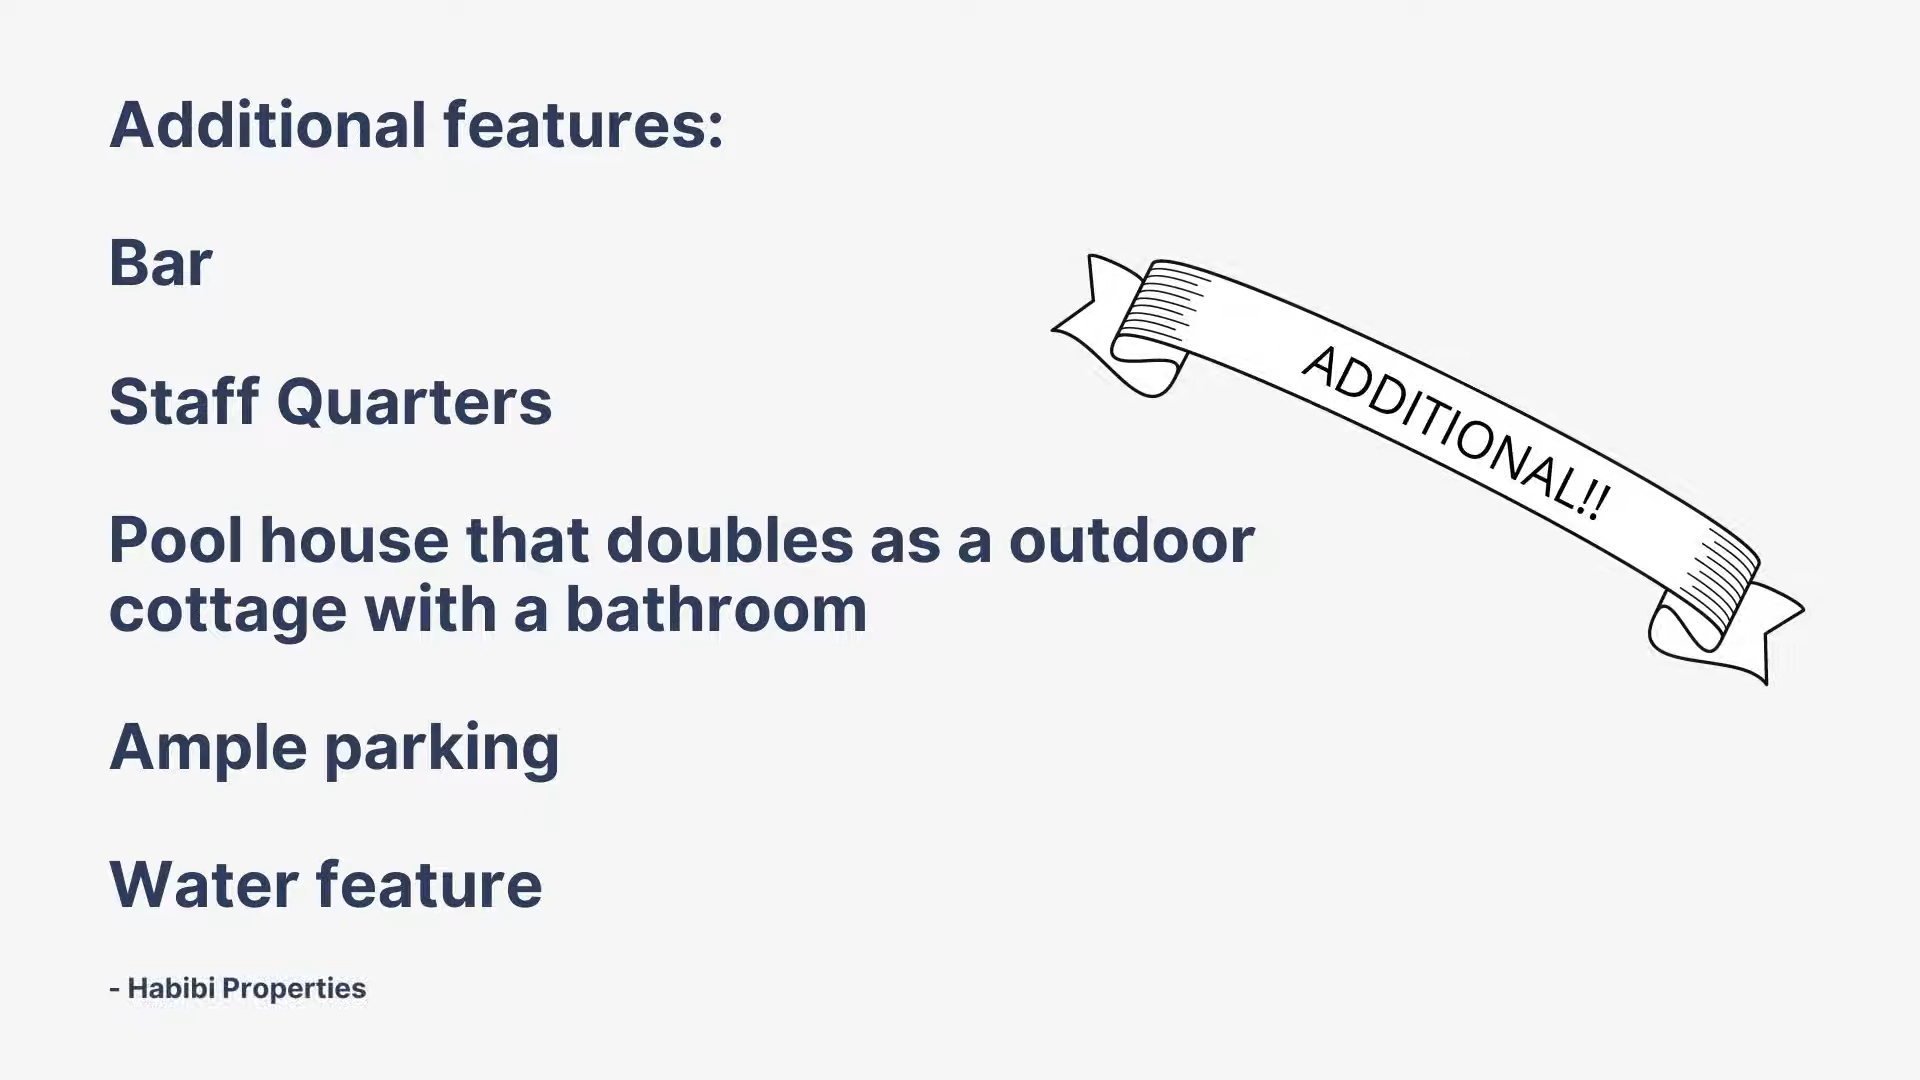 Additional features:
Bar
Staff Quarters
Pool house that doubles as a outdoor
cottage with a bathroom
Ample parking
Water feature
- Habibi Properties
ADDITIONAL!!